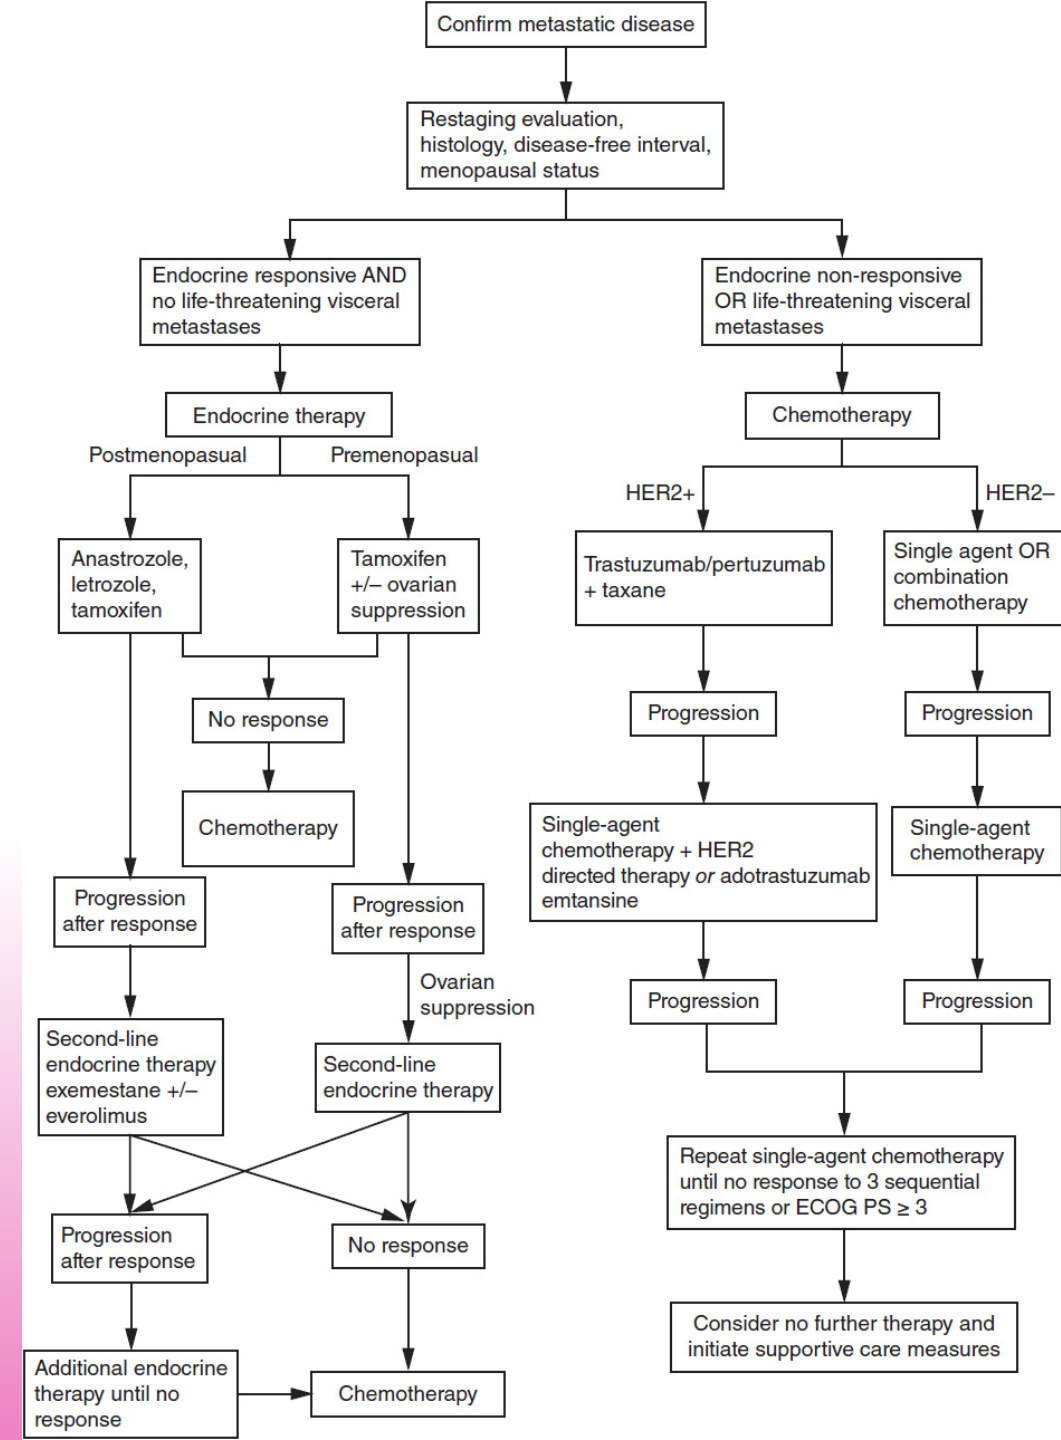 Confirm metastatic disease
Restaging evaluation,
histology, disease-free interval,
menopausal status
Endocrine responsive AND
no life-threatening visceral
metastases
Endocrine non-responsive
OR life-threatening visceral
metastases
Endocrine therapy
Chemotherapy
Postmenopasual
Premenopasual
HER2+
HER2–
Anastrozole,
letrozole,
tamoxifen
Tamoxifen
+/– ovarian
suppression
Trastuzumab/pertuzumab
+ taxane
Single agent OR
combination
chemotherapy
No response
Progression
Progression
Chemotherapy
Single-agent
chemotherapy + HER2
directed therapy or adotrastuzumab
emtansine
Single-agent
chemotherapy
Progression
after response
Progression
after response
Ovarian
suppression
Progression
Progression
Second-line
endocrine therapy
exemestane +/–
everolimus
Second-line
endocrine therapy
Repeat single-agent chemotherapy
until no response to 3 sequential
regimens or ECOG PS ≥ 3
Progression
after response
No response
Consider no further therapy and
initiate supportive care measures
Additional endocrine
therapy until no
response
Chemotherapy